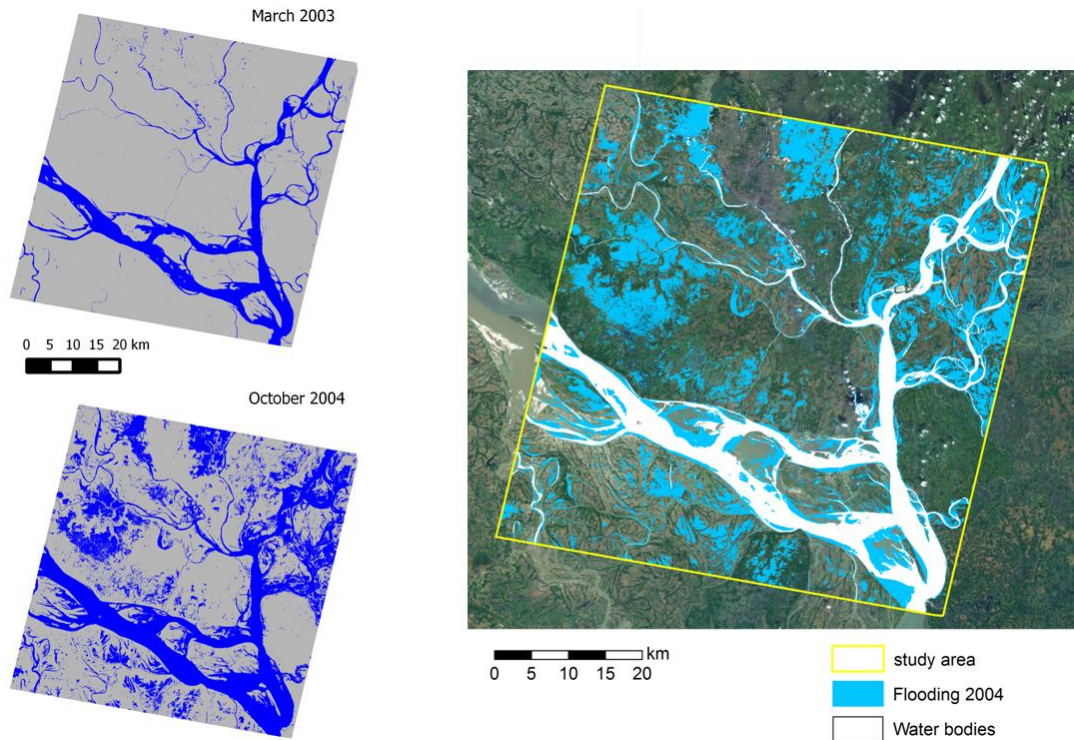 March 2003
0 5 10 15 20 km
October 2004
km
0 5 10 15 20
study area
Flooding 2004
Water bodies